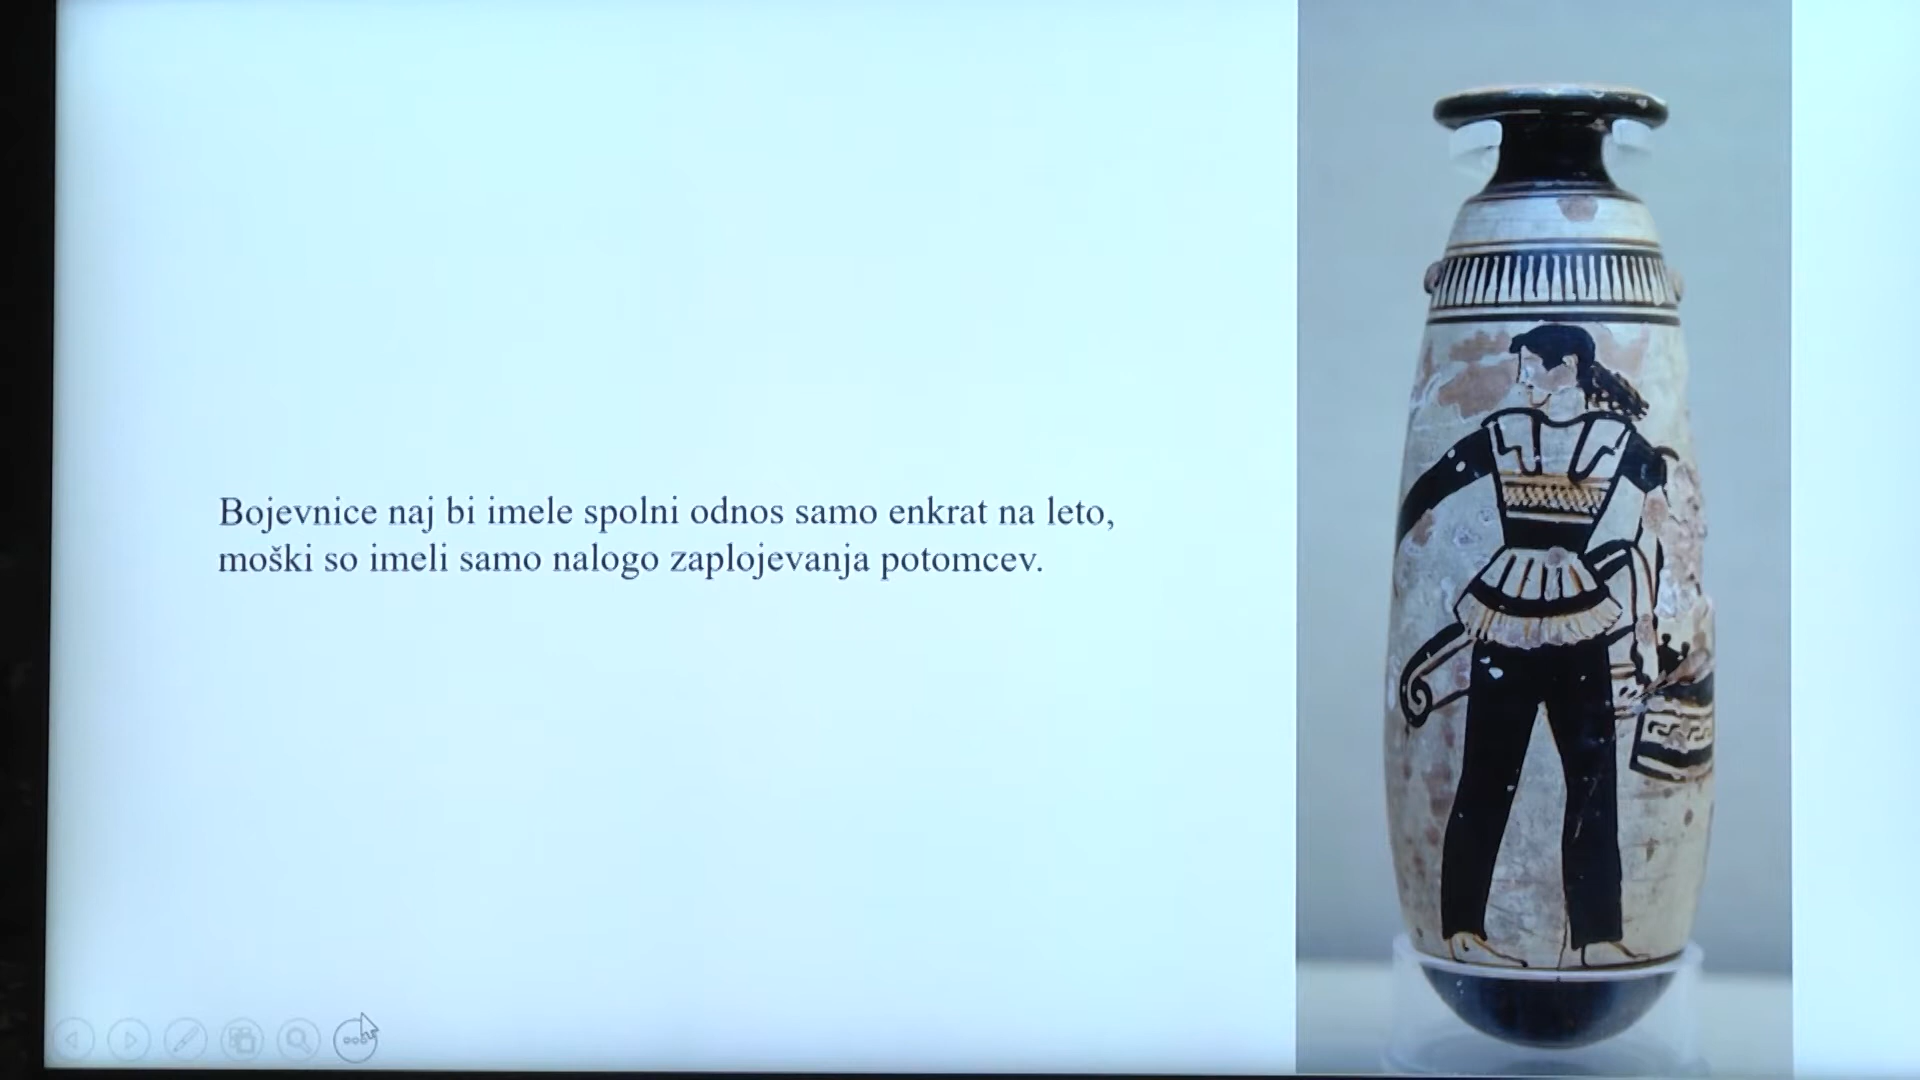 Bojevnice naj bi imele spolni odnos samo enkrat na leto,
moški so imeli samo nalogo zaplojevanja potomcev.